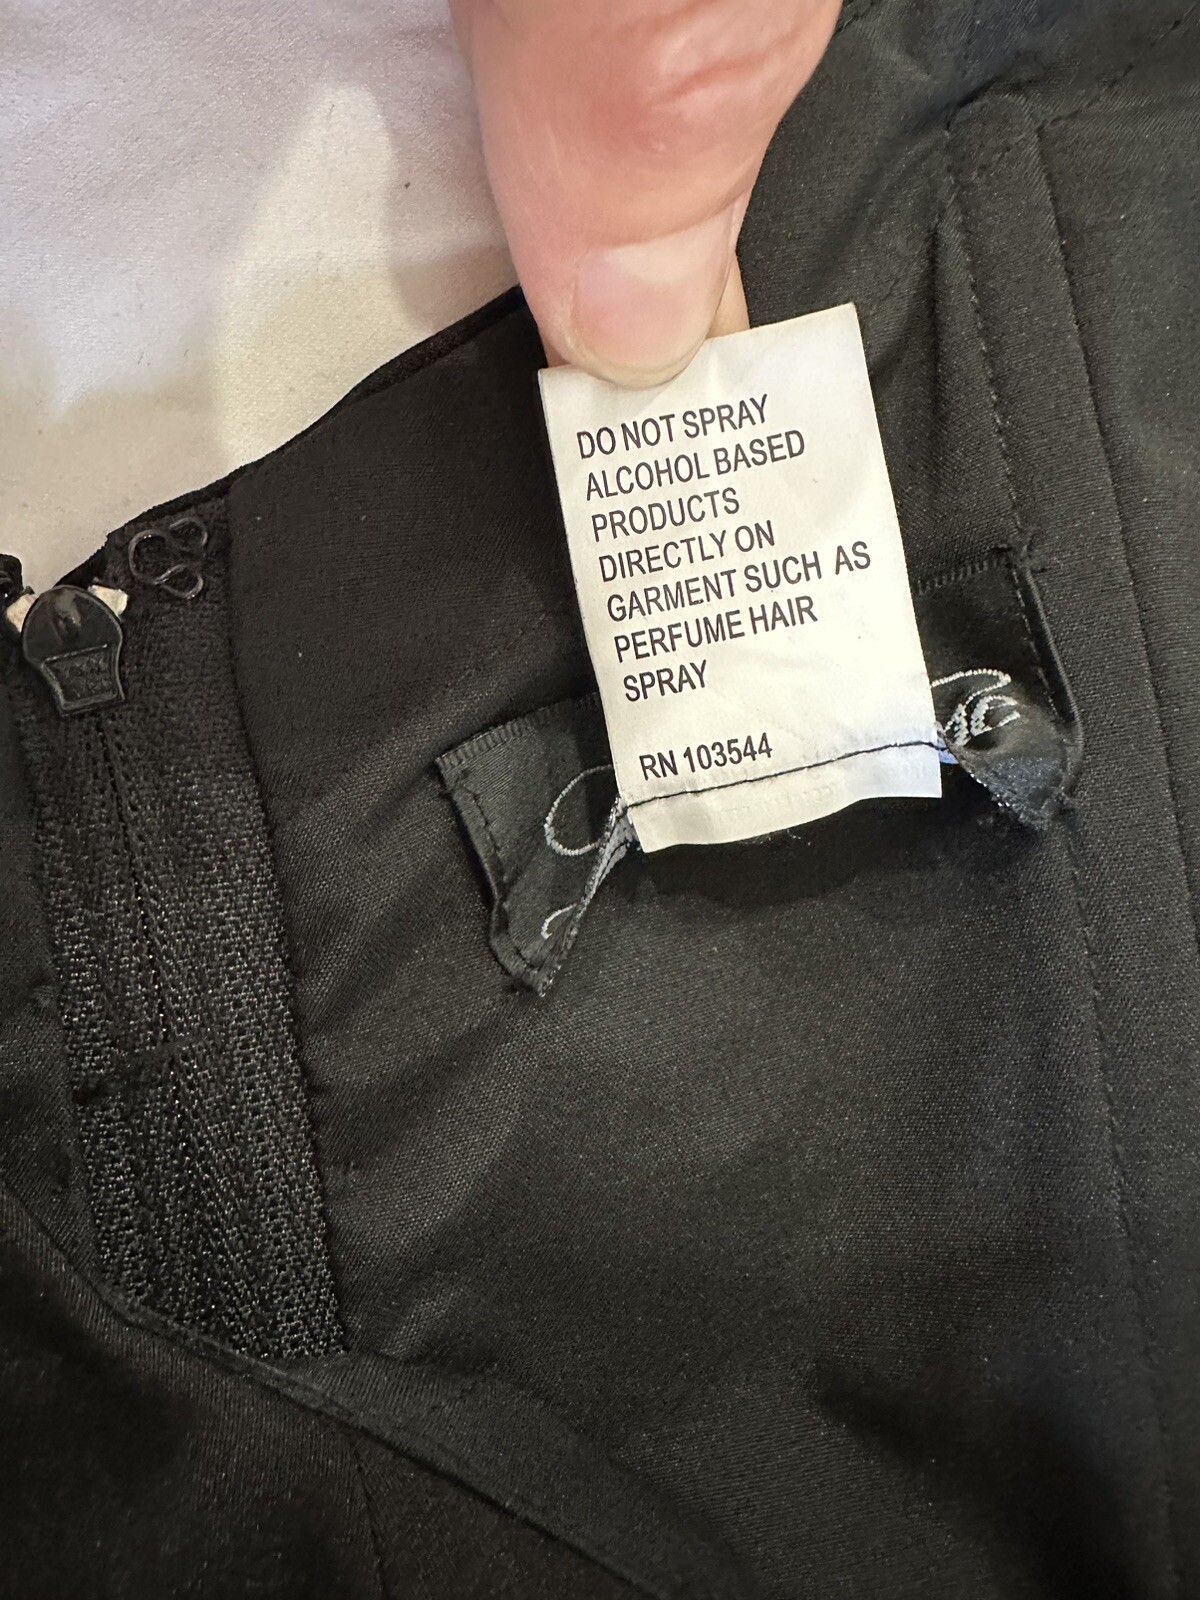 DO NOT SPRAY
ALCOHOL BASED
PRODUCTS
DIRECTLY ON
GARMENT SUCH AS
PERFUME HAIR
SPRAY
RN 103544